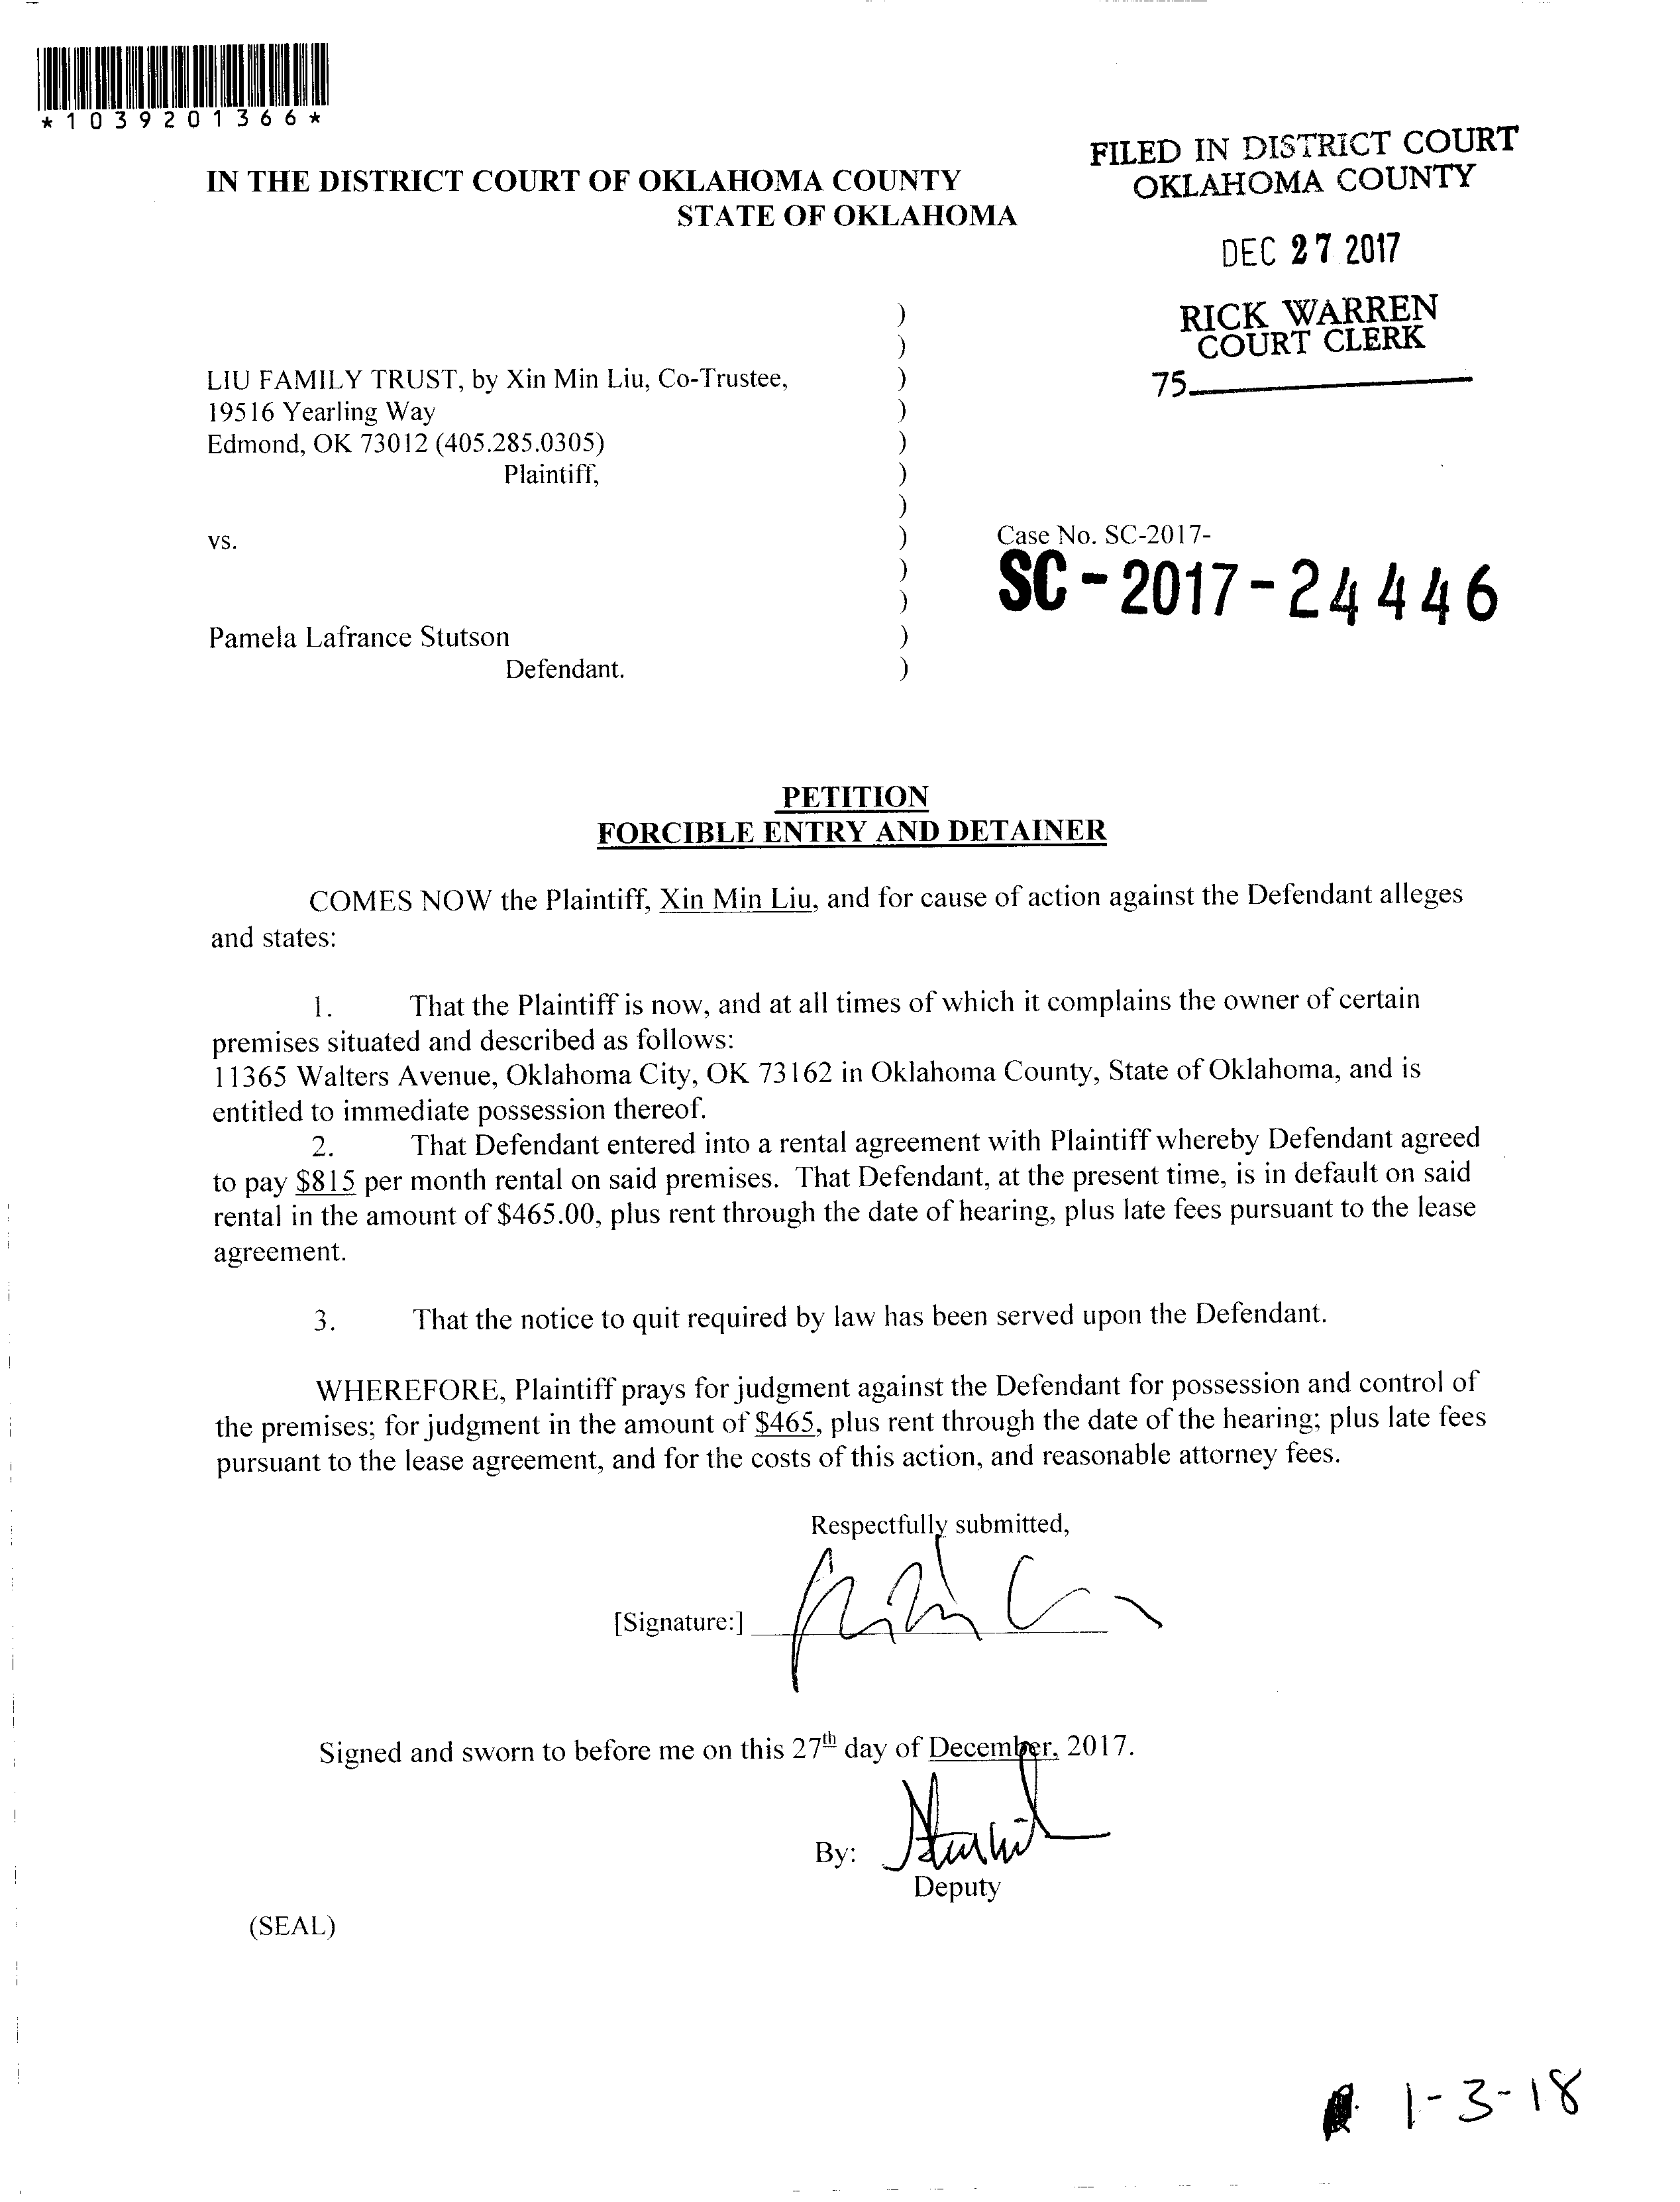 *1039201366*
FILED IN DISTRICT COURT
OKLAHOMA COUNTY
IN THE DISTRICT COURT OF OKLAHOMA COUNTY
STATE OF OKLAHOMA
DEC 27 2017
RICK WARREN
COURT CLERK
75
)
)
LIU FAMILY TRUST, by Xin Min Liu, Co-Trustee, )
19516 Yearling Way )
Edmond, OK 73012 (405.285.0305) )
Plaintiff, )
)
vs. ) Case No. SC-2017-
) SC-2017-24446
)
Pamela Lafrance Stutson )
Defendant. )
PETITION
FORCIBLE ENTRY AND DETAINER
COMES NOW the Plaintiff, Xin Min Liu, and for cause of action against the Defendant alleges
and states:
1. That the Plaintiff is now, and at all times of which it complains the owner of certain
premises situated and described as follows:
11365 Walters Avenue, Oklahoma City, OK 73162 in Oklahoma County, State of Oklahoma, and is
entitled to immediate possession thereof.
2. That Defendant entered into a rental agreement with Plaintiff whereby Defendant agreed
to pay $815 per month rental on said premises. That Defendant, at the present time, is in default on said
rental in the amount of $465.00, plus rent through the date of hearing, plus late fees pursuant to the lease
agreement.
3. That the notice to quit required by law has been served upon the Defendant.
WHEREFORE, Plaintiff prays for judgment against the Defendant for possession and control of
the premises; for judgment in the amount of $465, plus rent through the date of the hearing; plus late fees
pursuant to the lease agreement, and for the costs of this action, and reasonable attorney fees.
Respectfully submitted,
[Signature:]
Signed and sworn to before me on this 27th day of December, 2017.
By:
Deputy
(SEAL)
1-3-18